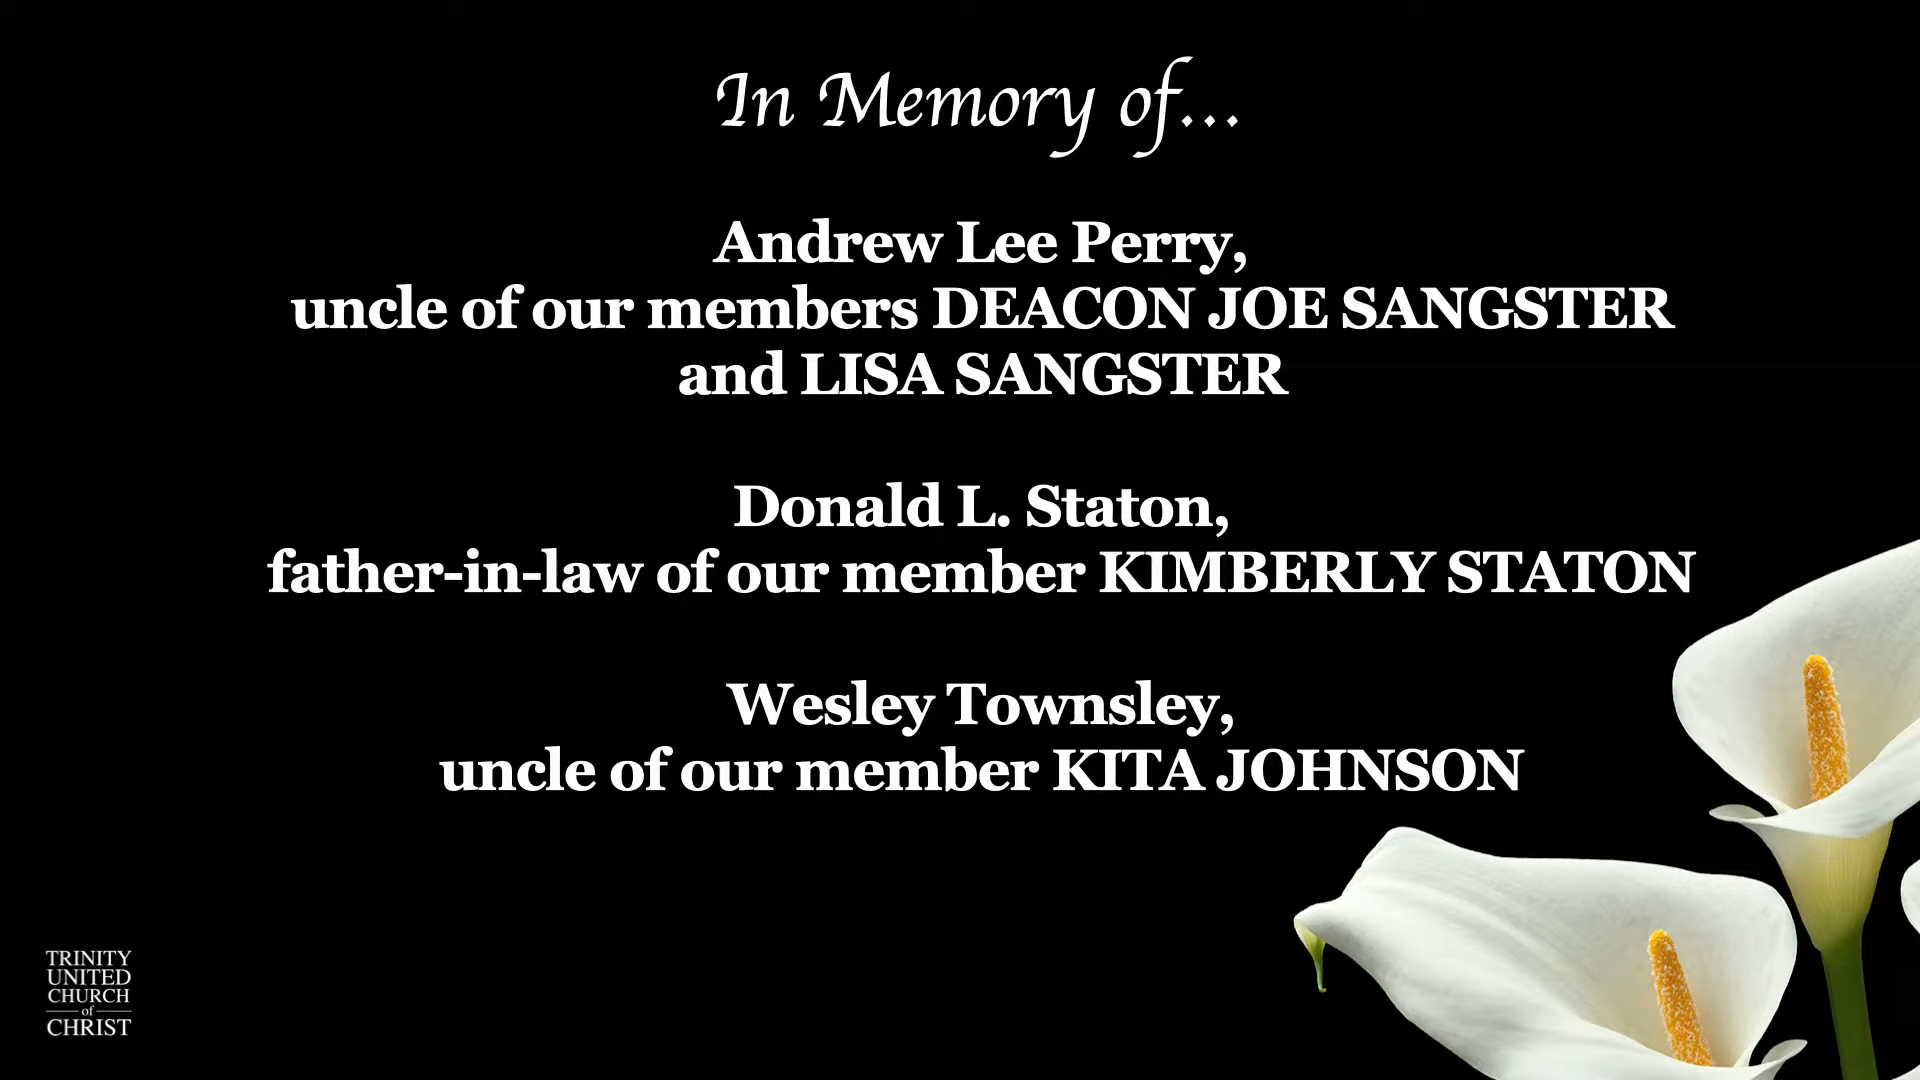 In Memory of...
Andrew Lee Perry,
uncle of our members DEACON JOE SANGSTER
and LISA SANGSTER
Donald L. Staton,
father-in-law of our member KIMBERLY STATON
Wesley Townsley,
uncle of our member KITA JOHNSON
TRINITY
UNITED
CHURCH
of
CHRIST